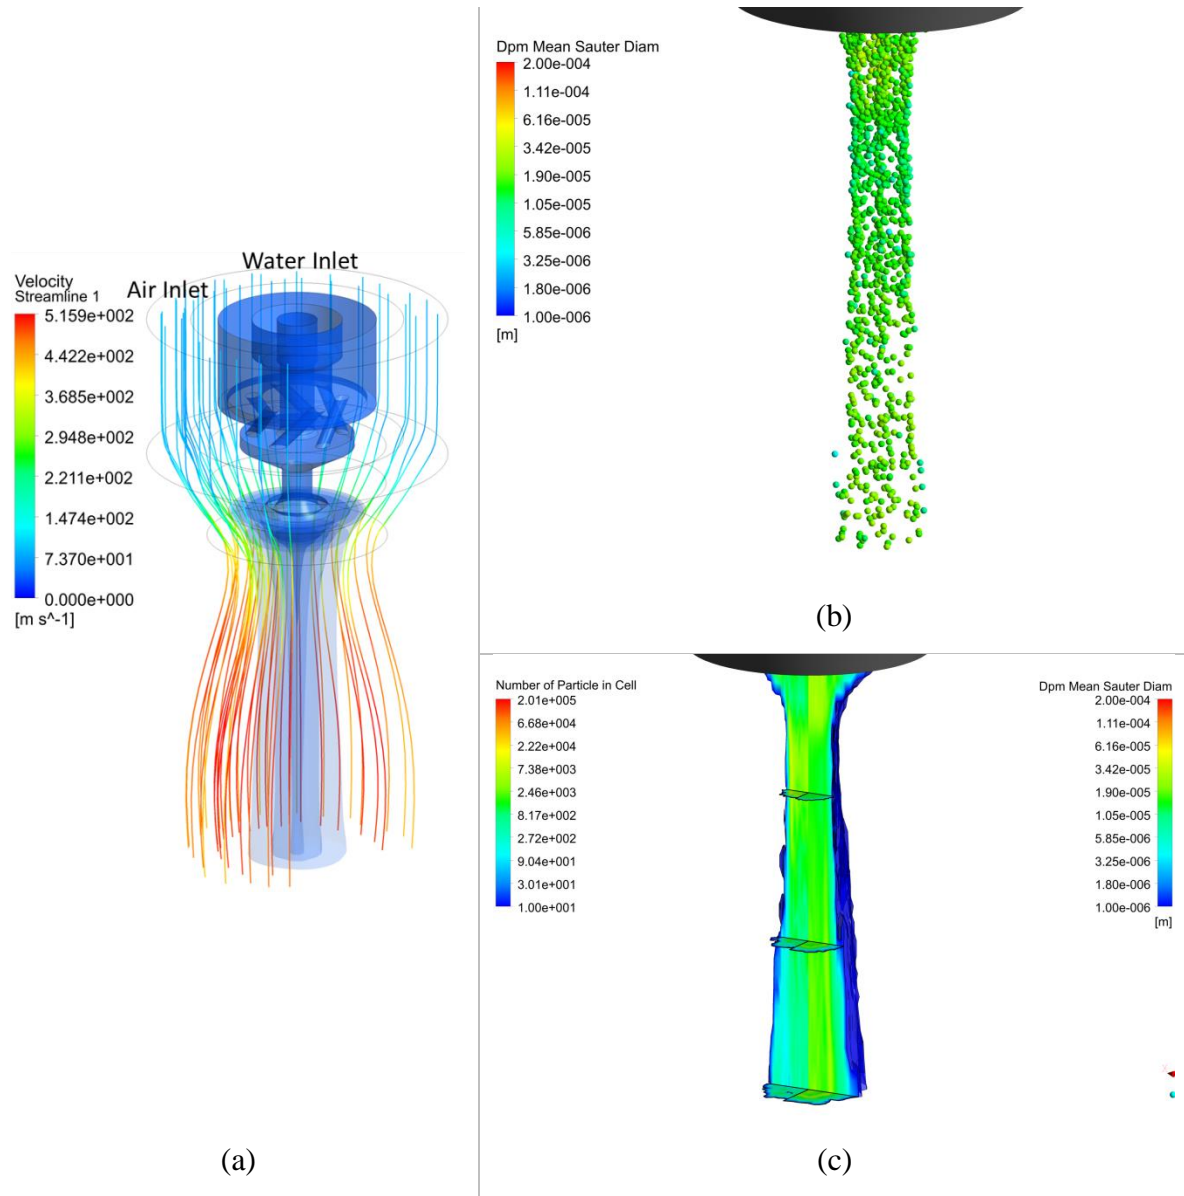 Water Inlet
Air Inlet
Velocity
Streamline 1
5.159e+002
4.422e+002
3.685e+002
2.948e+002
2.211e+002
1.474e+002
7.370e+001
0.000e+000
[m s^-1]
(a)
Dpm Mean Sauter Diam
2.00e-004
1.11e-004
6.16e-005
3.42e-005
1.90e-005
1.05e-005
5.85e-006
3.25e-006
1.80e-006
1.00e-006
[m]
(b)
Number of Particle in Cell
2.01e+005
6.68e+004
2.22e+004
7.38e+003
2.46e+003
8.17e+002
2.72e+002
9.04e+001
3.01e+001
1.00e+001
Dpm Mean Sauter Diam
2.00e-004
1.11e-004
6.16e-005
3.42e-005
1.90e-005
1.05e-005
5.85e-006
3.25e-006
1.80e-006
1.00e-006
[m]
(c)